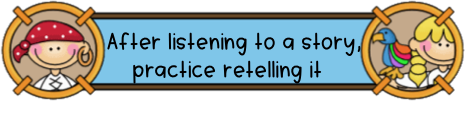 After listening to a story,
practice retelling it